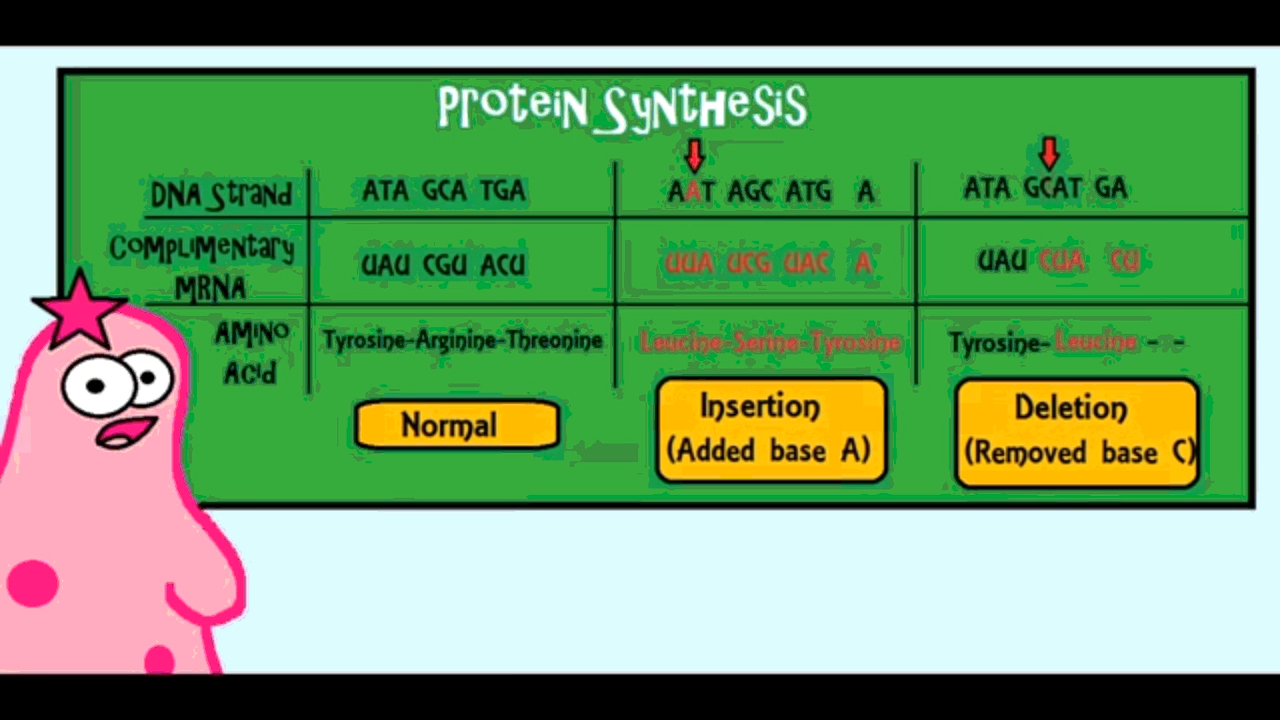 Protein Synthesis
DNA Strand ATA GCA TGA AAT AGC ATG A ATA GCAT GA
Complimentary MRNA UAU CGU ACU UUA UCG UAC A UAU CUA CU
Amino Acid Tyrosine-Arginine-Threonine Leucine-Serine-Tyrosine Tyrosine-Leucine - -
Normal
Insertion
(Added base A)
Deletion
(Removed base C)